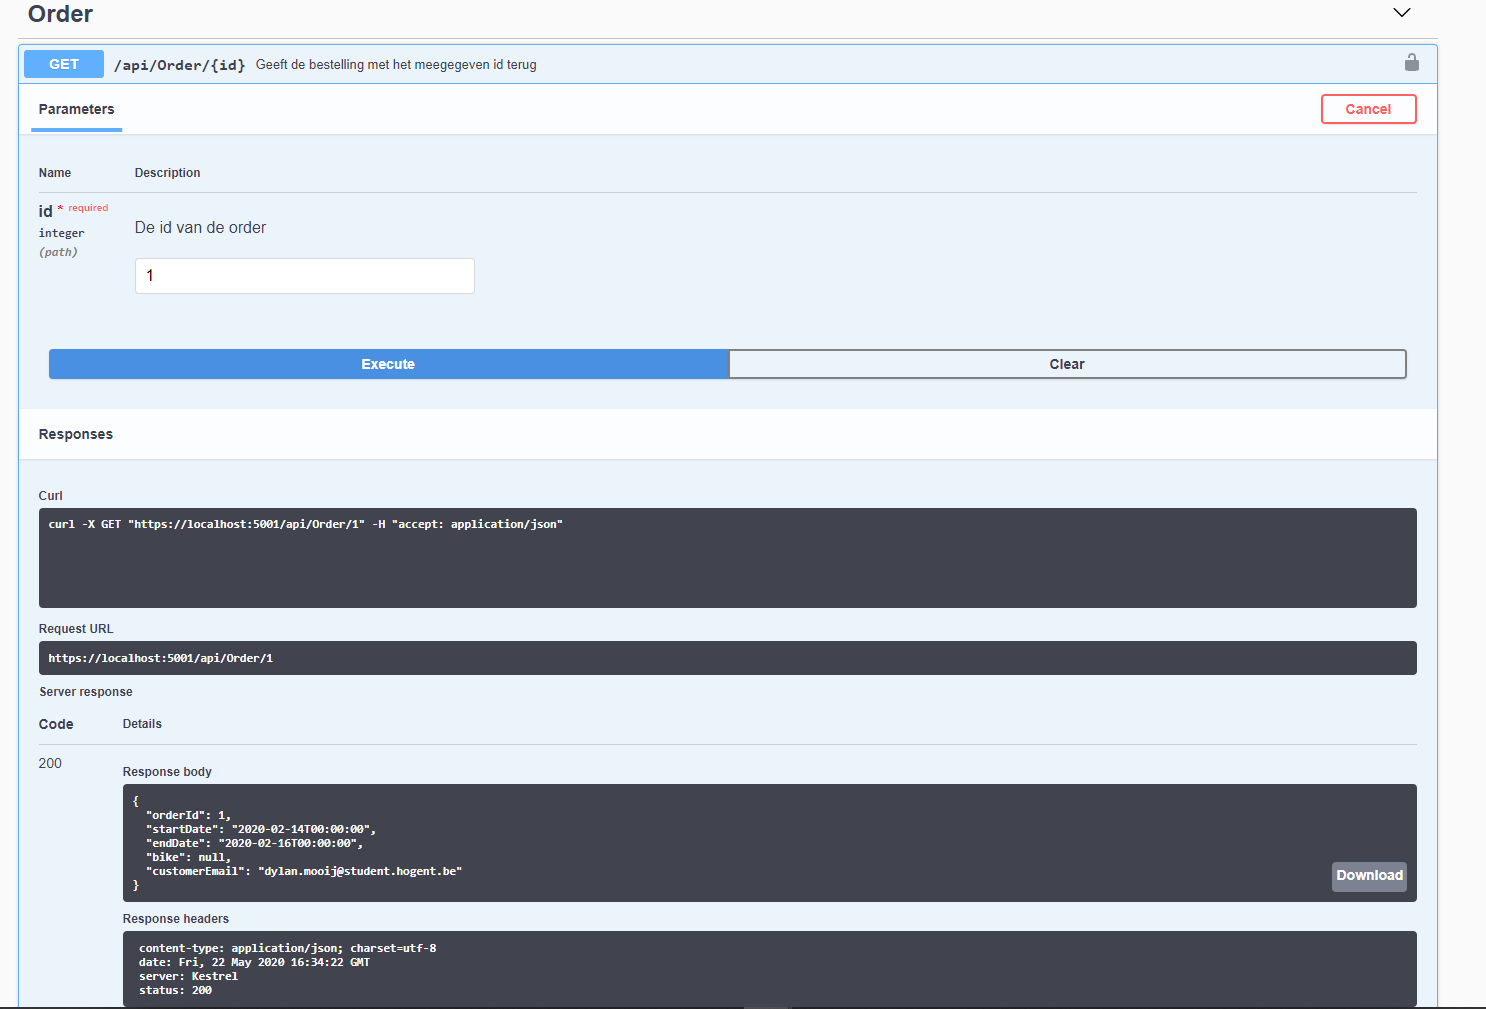 Order
GET /api/Order/{id} Geeft de bestelling met het meegegeven id terug
Parameters
Cancel
Name Description
id * required
integer
(path)
De id van de order
1
Execute Clear
Responses
Curl
curl -X GET "https://localhost:5001/api/Order/1" -H "accept: application/json"
Request URL
https://localhost:5001/api/Order/1
Server response
Code Details
200
Response body
{
"orderId": 1,
"startDate": "2020-02-14T00:00:00",
"endDate": "2020-02-16T00:00:00",
"bike": null,
"customerEmail": "dylan.mooij@student.hogent.be"
}
Download
Response headers
content-type: application/json; charset=utf-8
date: Fri, 22 May 2020 16:34:22 GMT
server: Kestrel
status: 200